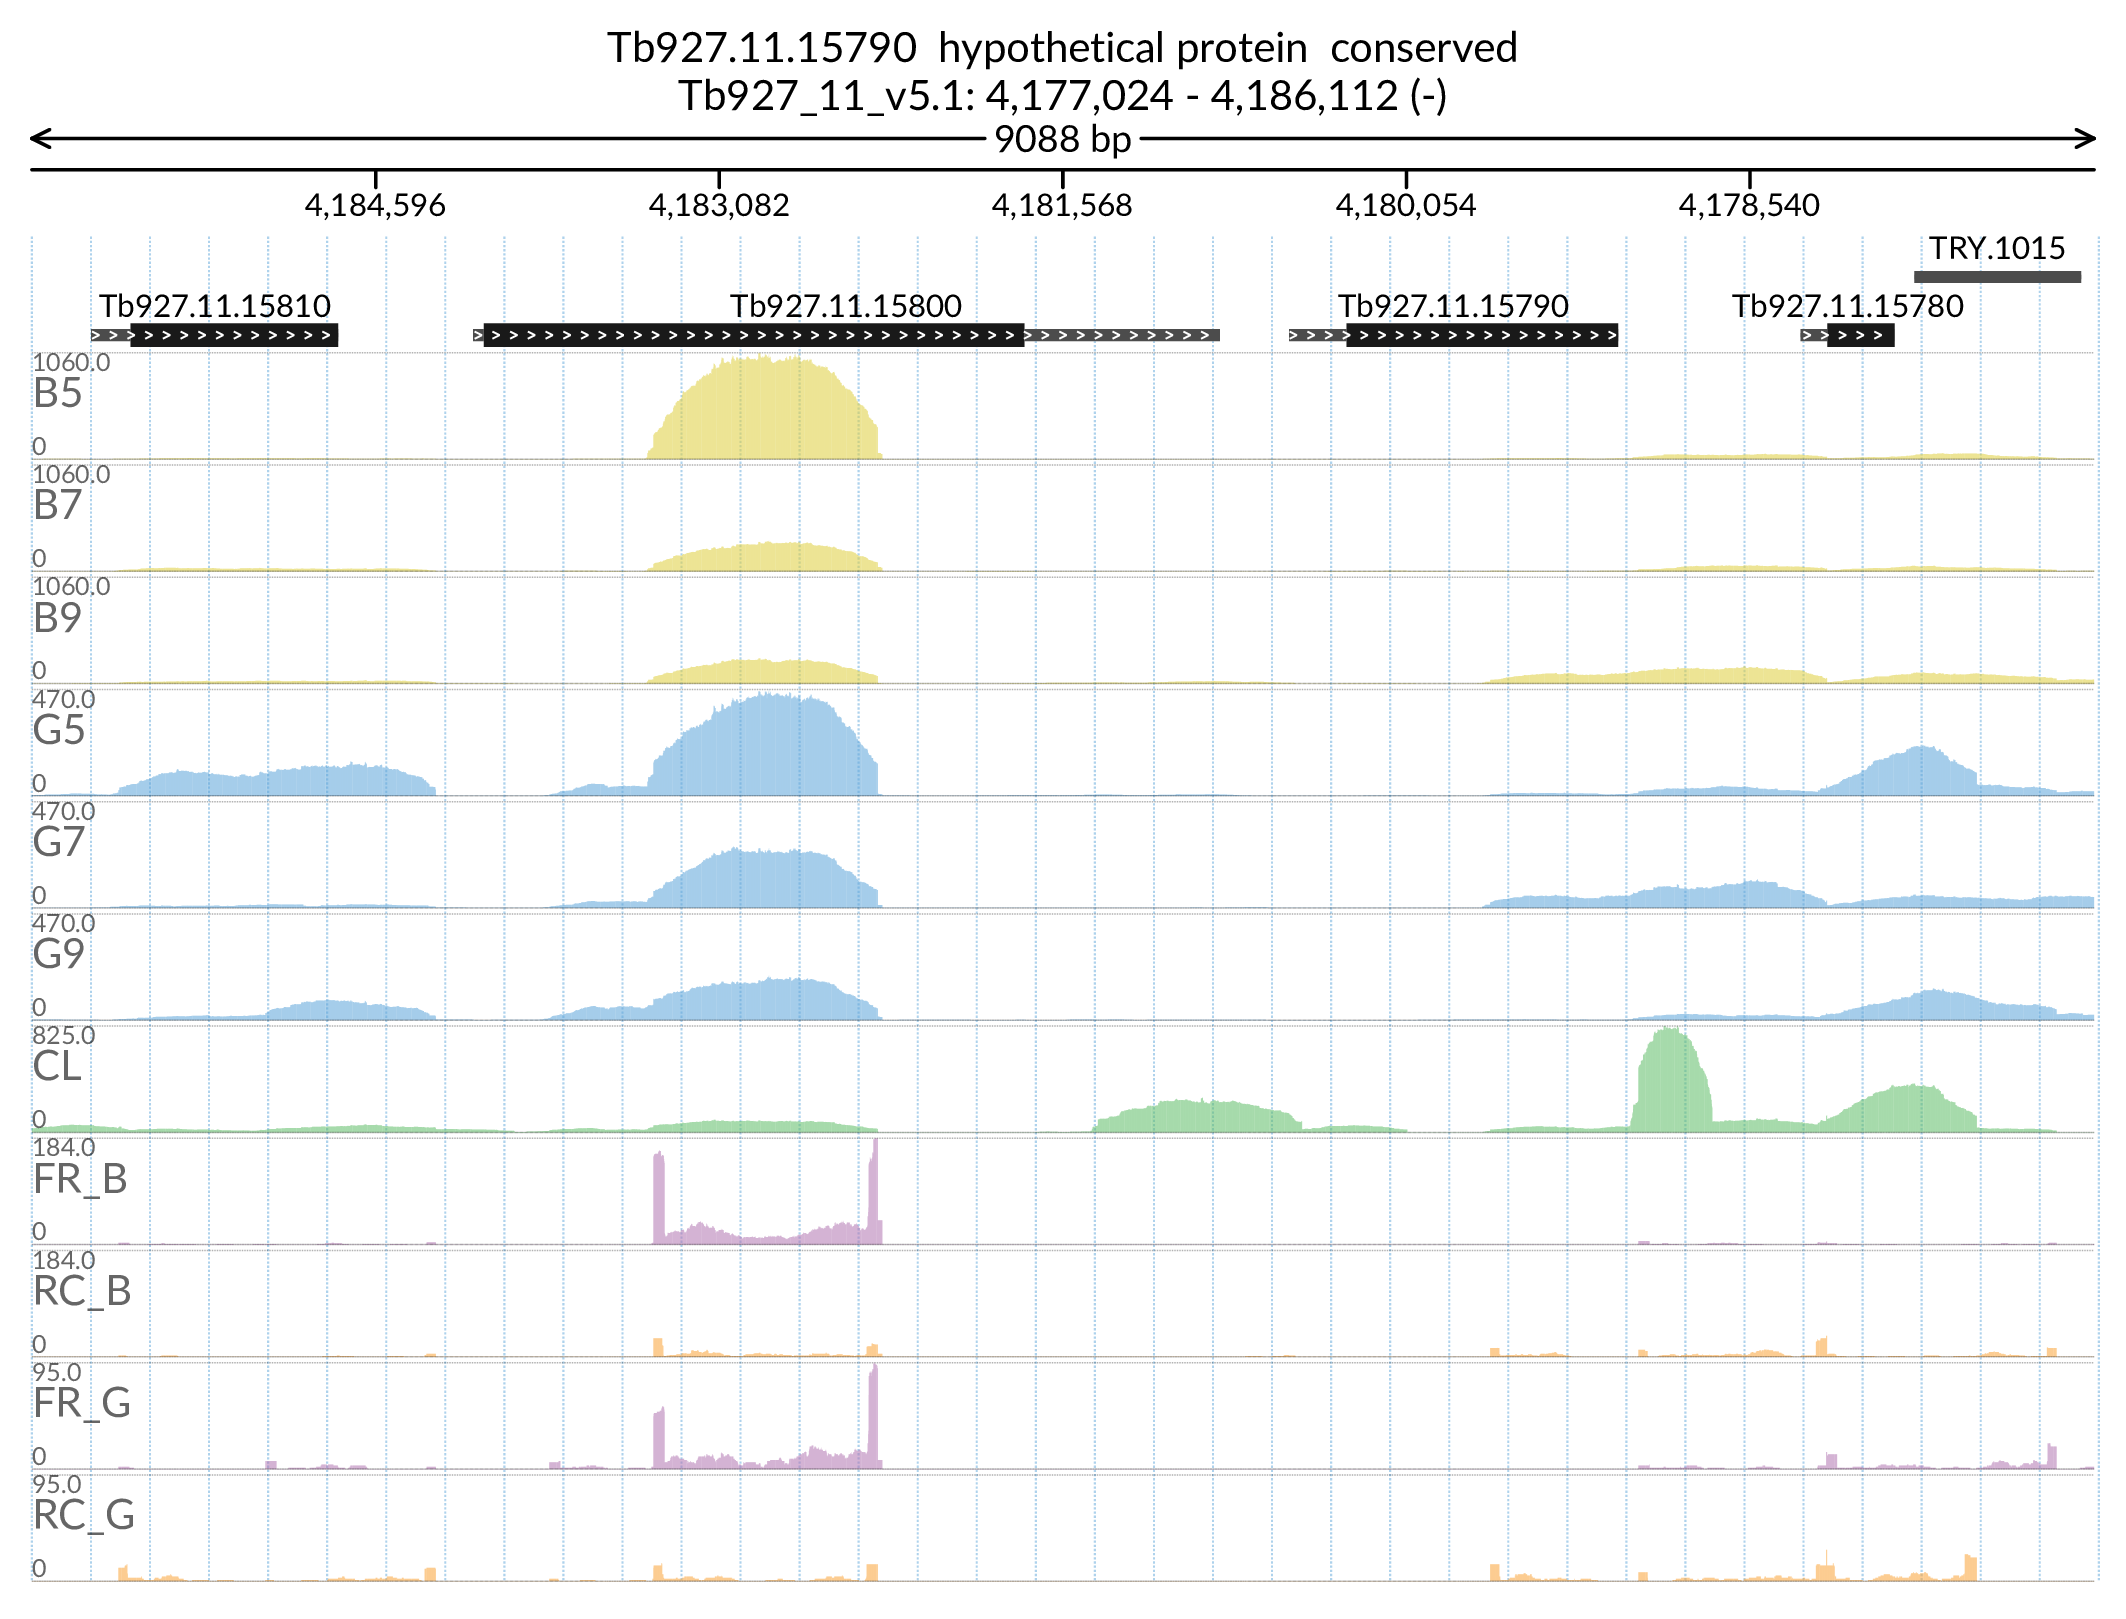 Tb927.11.15790 hypothetical protein conserved
Tb927_11_v5.1: 4,177,024 - 4,186,112 (-)
9088 bp
4,184,596 4,183,082 4,181,568 4,180,054 4,178,540
TRY.1015
Tb927.11.15810 Tb927.11.15800 Tb927.11.15790 Tb927.11.15780
1060.0
B5
0
1060.0
B7
0
1060.0
B9
0
470.0
G5
0
470.0
G7
0
470.0
G9
0
825.0
CL
0
184.0
FR_B
0
184.0
RC_B
0
95.0
FR_G
0
95.0
RC_G
0